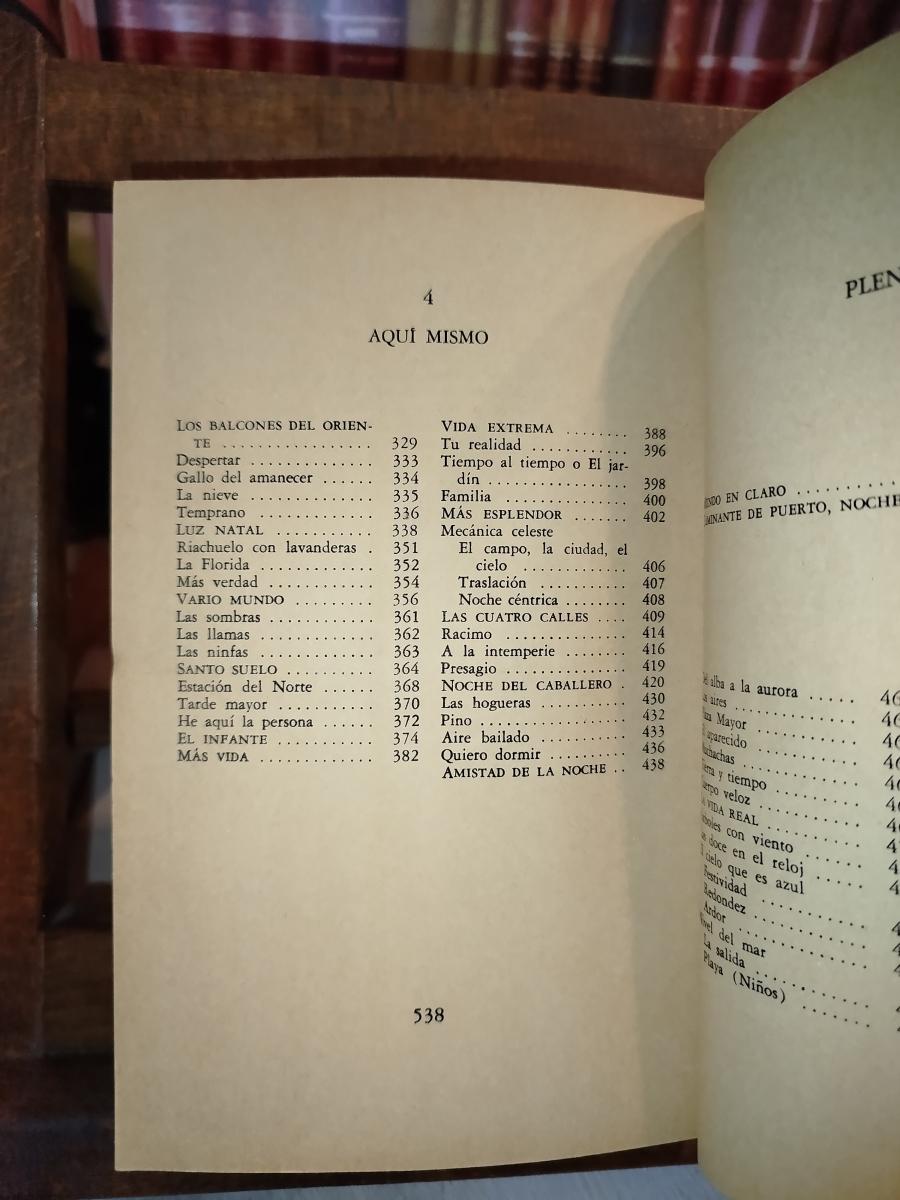 4
AQUÍ MISMO
LOS BALCONES DEL ORIEN-
TE ................. 329
Despertar ............. 333
Gallo del amanecer ...... 334
La nieve ............. 335
Temprano ............. 336
LUZ NATAL ........... 338
Riachuelo con lavanderas . 351
La Florida ............. 352
Más verdad ............ 354
VARIO MUNDO ......... 356
Las sombras ............ 361
Las llamas ............. 362
Las ninfas ............. 363
SANTO SUELO .......... 364
Estación del Norte ...... 368
Tarde mayor ........... 370
He aquí la persona ...... 372
EL INFANTE ........... 374
MÁS VIDA ............. 382
VIDA EXTREMA ........ 388
Tu realidad ............ 396
Tiempo al tiempo o El jar-
dín ................ 398
Familia ............. 400
MÁS ESPLENDOR ....... 402
Mecánica celeste
El campo, la ciudad, el
cielo ............ 406
Traslación .......... 407
Noche céntrica ....... 408
LAS CUATRO CALLES .... 409
Racimo .............. 414
A la intemperie ........ 416
Presagio .............. 419
NOCHE DEL CABALLERO . 420
Las hogueras .......... 430
Pino ................. 432
Aire bailado .......... 433
Quiero dormir ......... 436
AMISTAD DE LA NOCHE .. 438
538
PLEN
EN CLARO ..........
DE PUERTO, NOCHE
alba a la aurora .....
aires .............
Mayor ...........
aparecido ..........
y tiempo .........
veloz ...........
VIDA REAL .........
con viento ......
doce en el reloj .....
cielo que es azul
Festividad ...........
Redondez ...........
Ardor ............
del mar
La salida ...........
Playa (Niños) .......